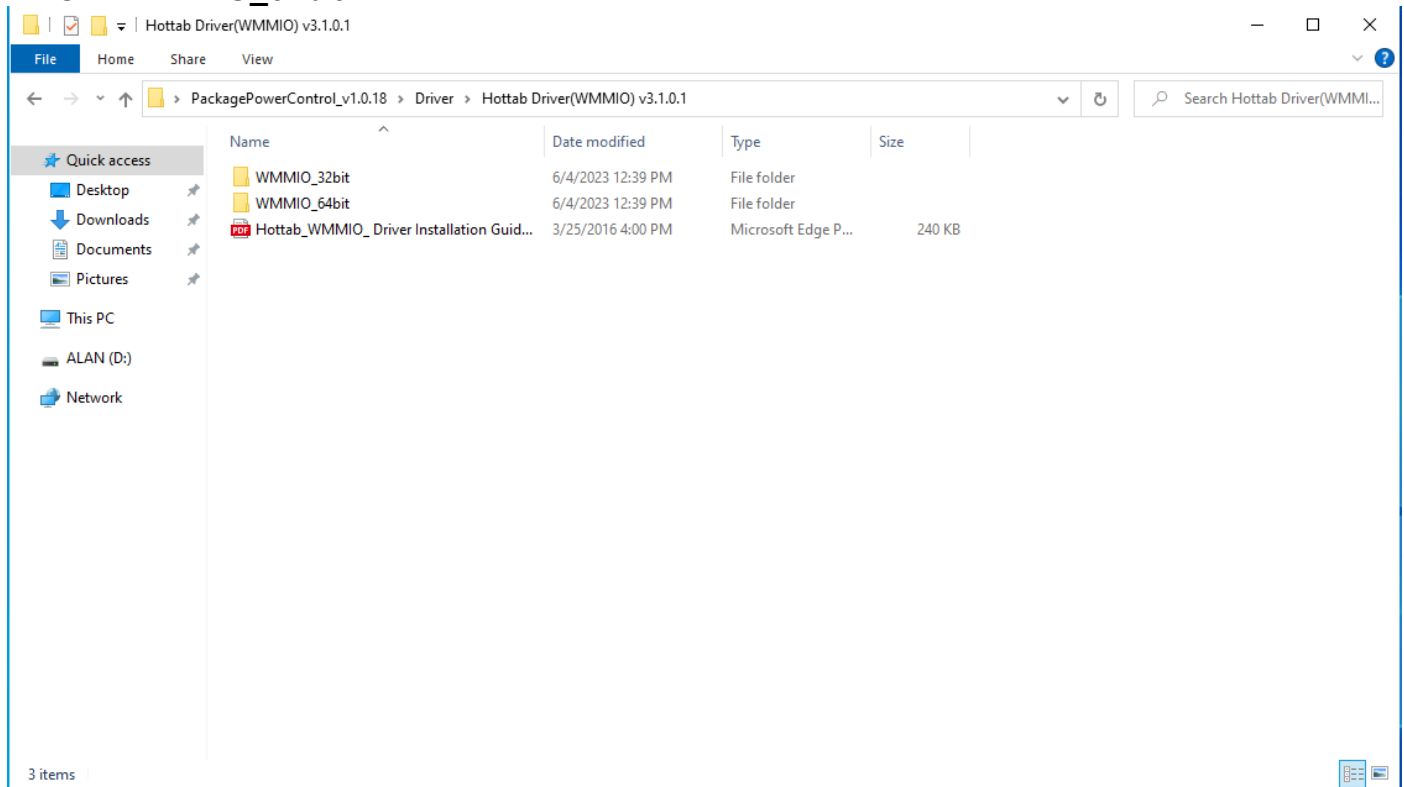 Hottab Driver(WMMIO) v3.1.0.1
File Home Share View
PackagePowerControl_v1.0.18 > Driver > Hottab Driver(WMMIO) v3.1.0.1
Search Hottab Driver(WMMI...
Name Date modified Type Size
Quick access
Desktop
Downloads
Documents
Pictures
This PC
ALAN (D:)
Network
WMMIO_32bit 6/4/2023 12:39 PM File folder
WMMIO_64bit 6/4/2023 12:39 PM File folder
PDF Hottab_WMMIO_ Driver Installation Guid... 3/25/2016 4:00 PM Microsoft Edge P... 240 KB
3 items